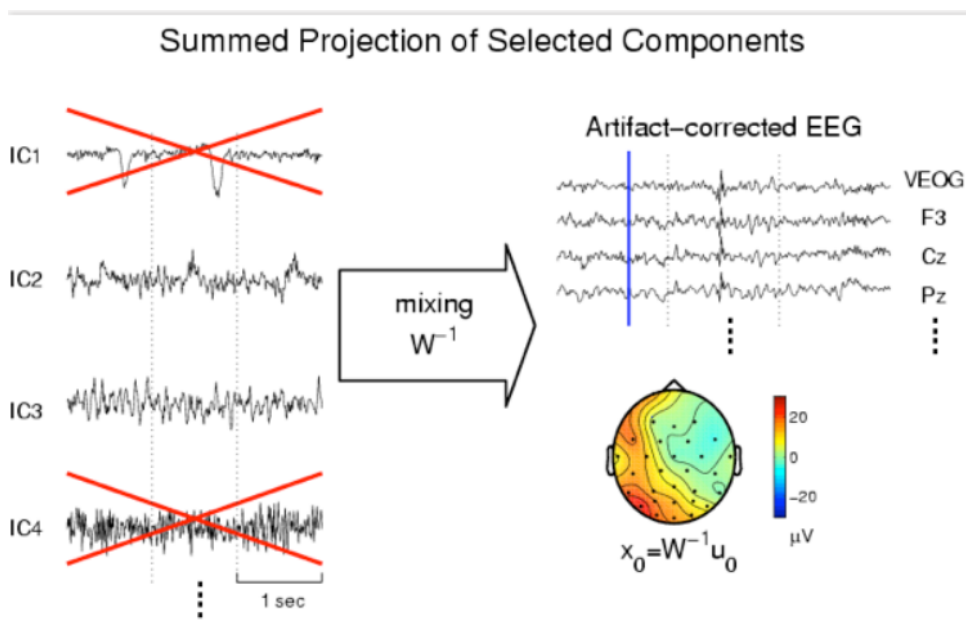 Summed Projection of Selected Components
IC1
IC2
IC3
IC4
1 sec
mixing
W⁻¹
Artifact–corrected EEG
VEOG
F3
Cz
Pz
20
0
−20
μV
x₀=W⁻¹u₀